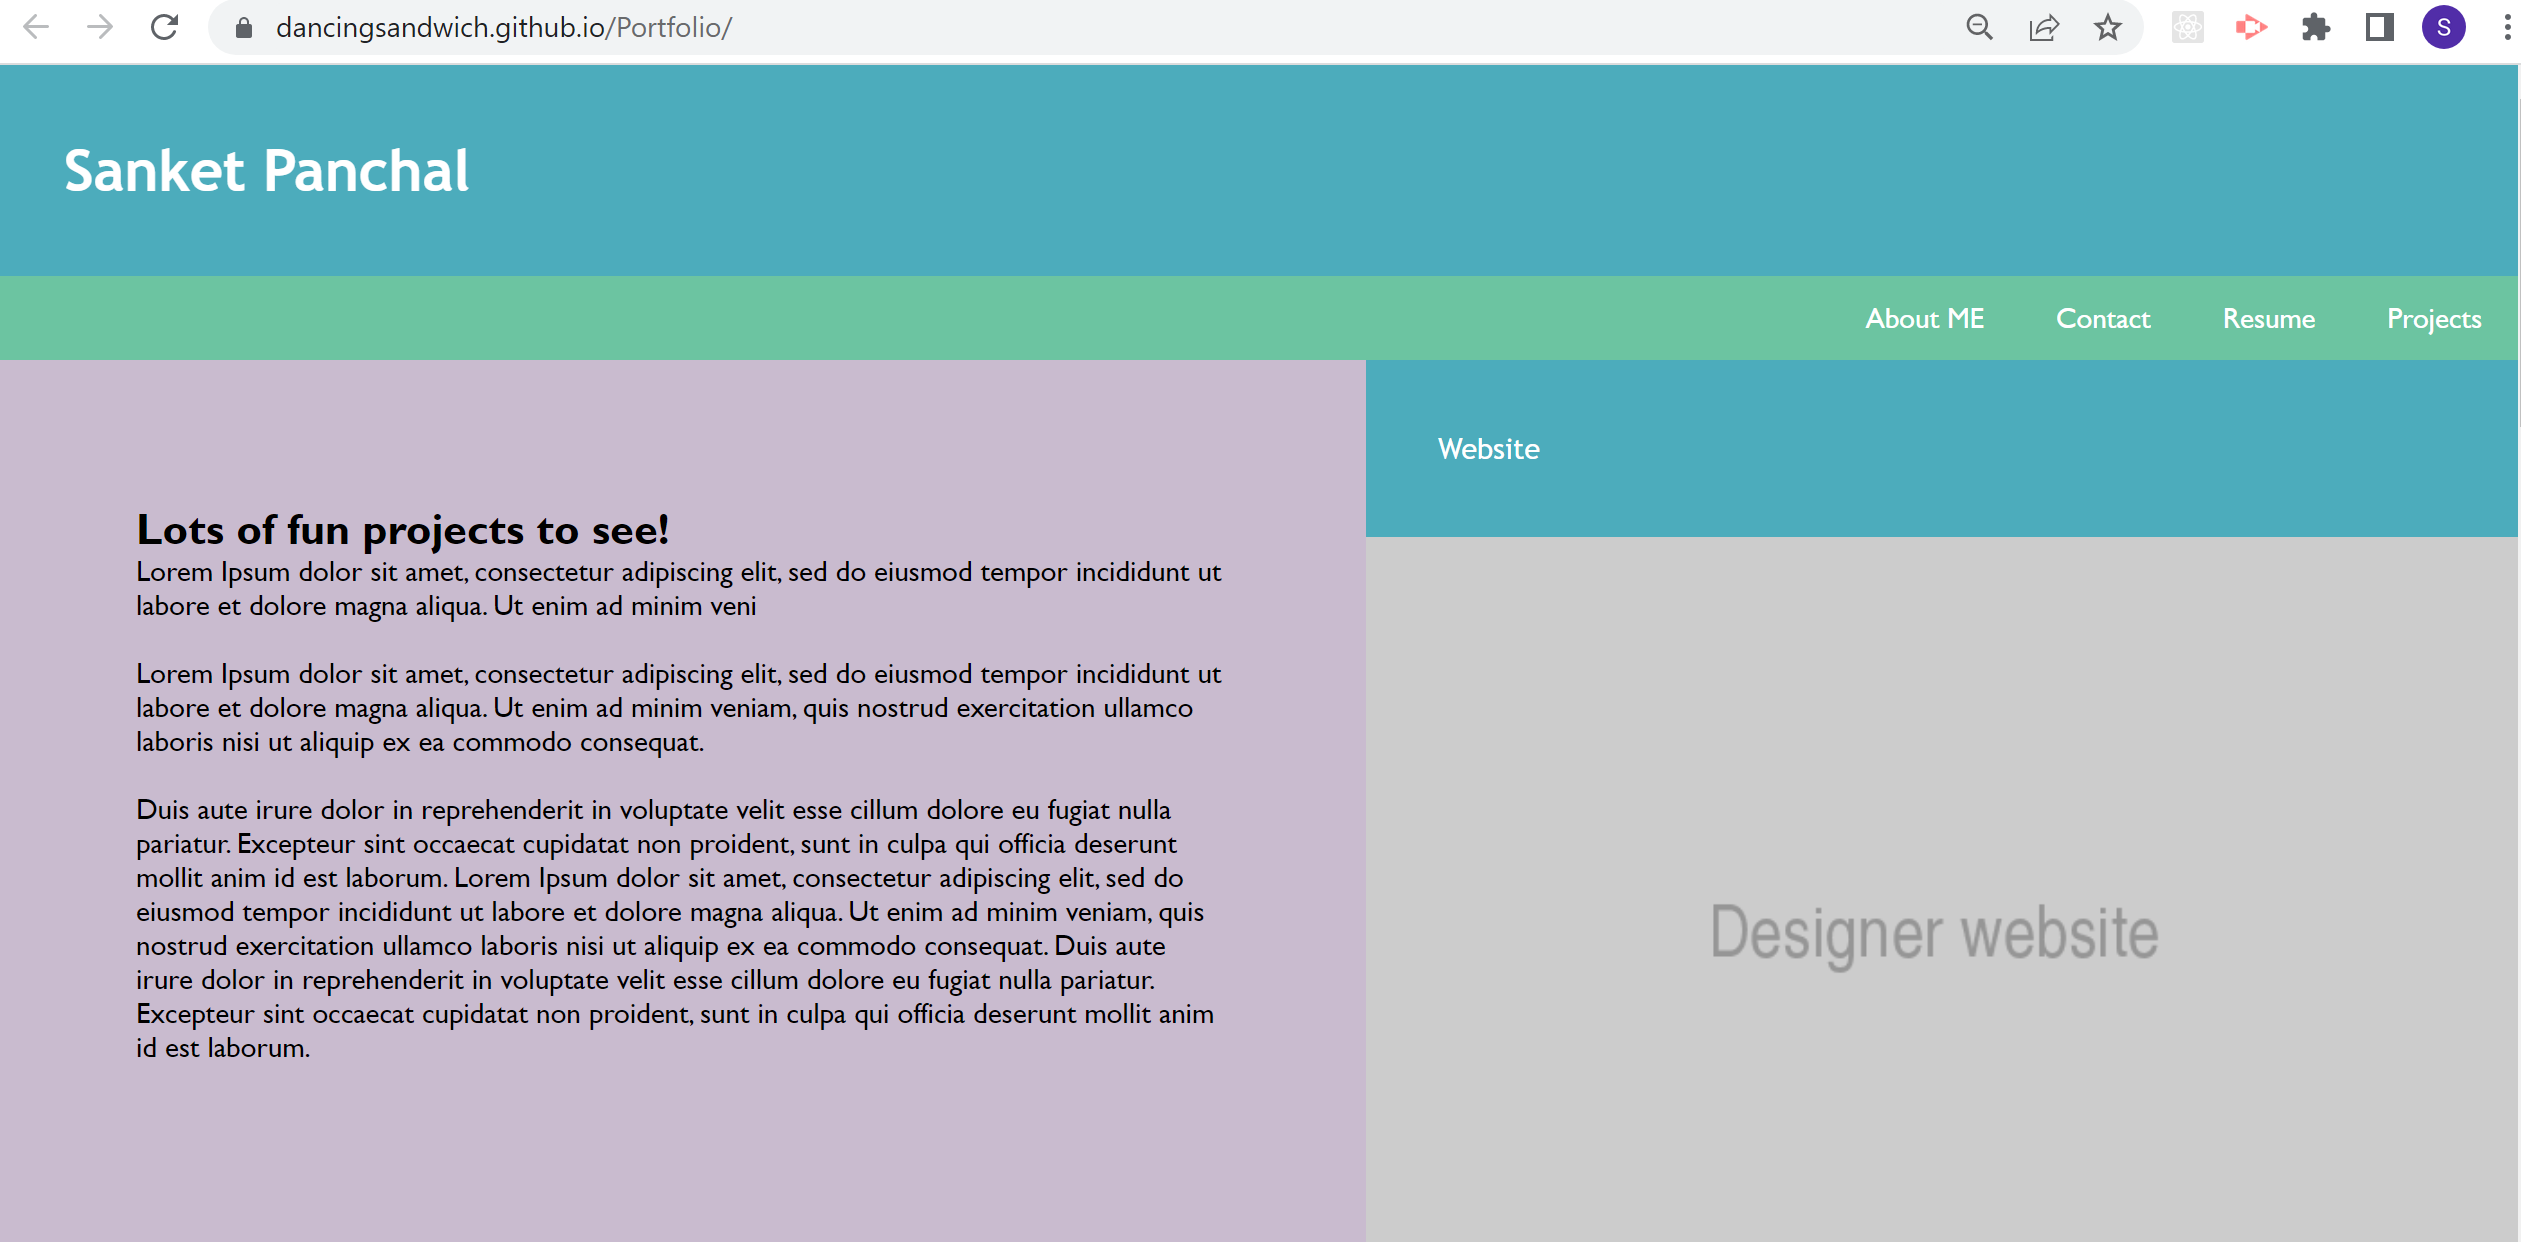 dancingsandwich.github.io/Portfolio/
S
Sanket Panchal
About ME Contact Resume Projects
Website
Lots of fun projects to see!
Lorem Ipsum dolor sit amet, consectetur adipiscing elit, sed do eiusmod tempor incididunt ut
labore et dolore magna aliqua. Ut enim ad minim veni
Lorem Ipsum dolor sit amet, consectetur adipiscing elit, sed do eiusmod tempor incididunt ut
labore et dolore magna aliqua. Ut enim ad minim veniam, quis nostrud exercitation ullamco
laboris nisi ut aliquip ex ea commodo consequat.
Duis aute irure dolor in reprehenderit in voluptate velit esse cillum dolore eu fugiat nulla
pariatur. Excepteur sint occaecat cupidatat non proident, sunt in culpa qui officia deserunt
mollit anim id est laborum. Lorem Ipsum dolor sit amet, consectetur adipiscing elit, sed do
eiusmod tempor incididunt ut labore et dolore magna aliqua. Ut enim ad minim veniam, quis
nostrud exercitation ullamco laboris nisi ut aliquip ex ea commodo consequat. Duis aute
irure dolor in reprehenderit in voluptate velit esse cillum dolore eu fugiat nulla pariatur.
Excepteur sint occaecat cupidatat non proident, sunt in culpa qui officia deserunt mollit anim
id est laborum.
Designer website